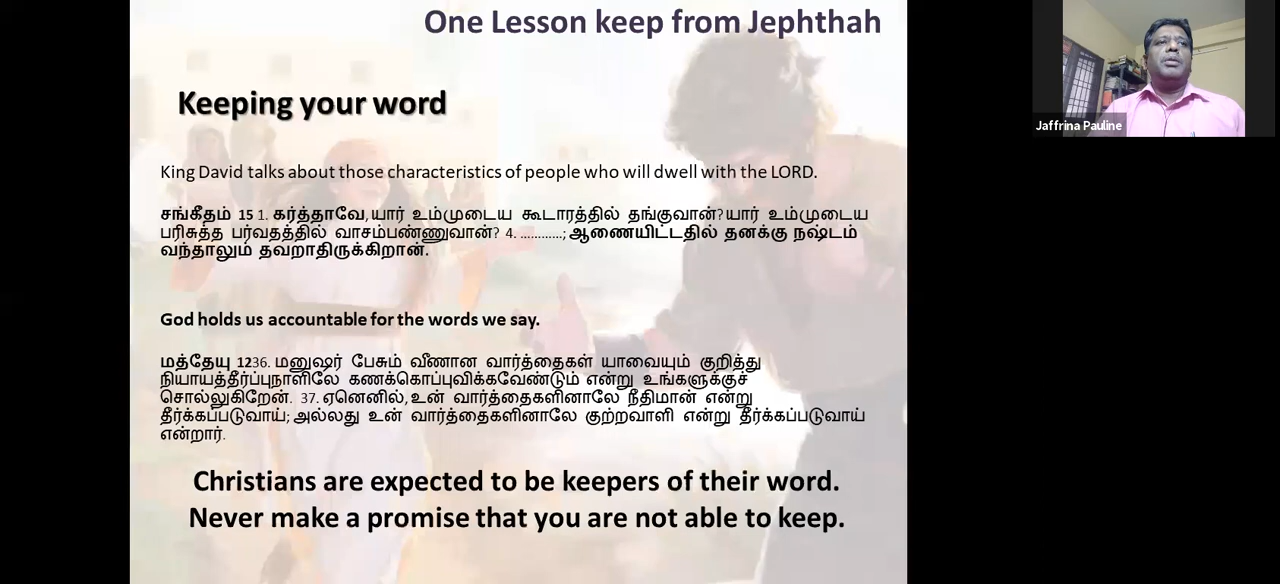 One Lesson keep from Jephthah
Keeping your word
Jaffrina Pauline
King David talks about those characteristics of people who will dwell with the LORD.
சங்கீதம் 15 1. கர்த்தாவே, யார் உம்முடைய கூடாரத்தில் தங்குவான்? யார் உம்முடைய
பரிசுத்த பர்வதத்தில் வாசம்பண்ணுவான்? 4. ............; ஆணையிட்டதில் தனக்கு நஷ்டம்
வந்தாலும் தவறாதிருக்கிறான்.
God holds us accountable for the words we say.
மத்தேயு 1236. மனுஷர் பேசும் வீணான வார்த்தைகள் யாவையும் குறித்து
நியாயத்தீர்ப்புநாளிலே கணக்கொப்புவிக்கவேண்டும் என்று உங்களுக்குச்
சொல்லுகிறேன். 37. ஏனெனில், உன் வார்த்தைகளினாலே நீதிமான் என்று
தீர்க்கப்படுவாய்; அல்லது உன் வார்த்தைகளினாலே குற்றவாளி என்று தீர்க்கப்படுவாய்
என்றார்.
Christians are expected to be keepers of their word.
Never make a promise that you are not able to keep.